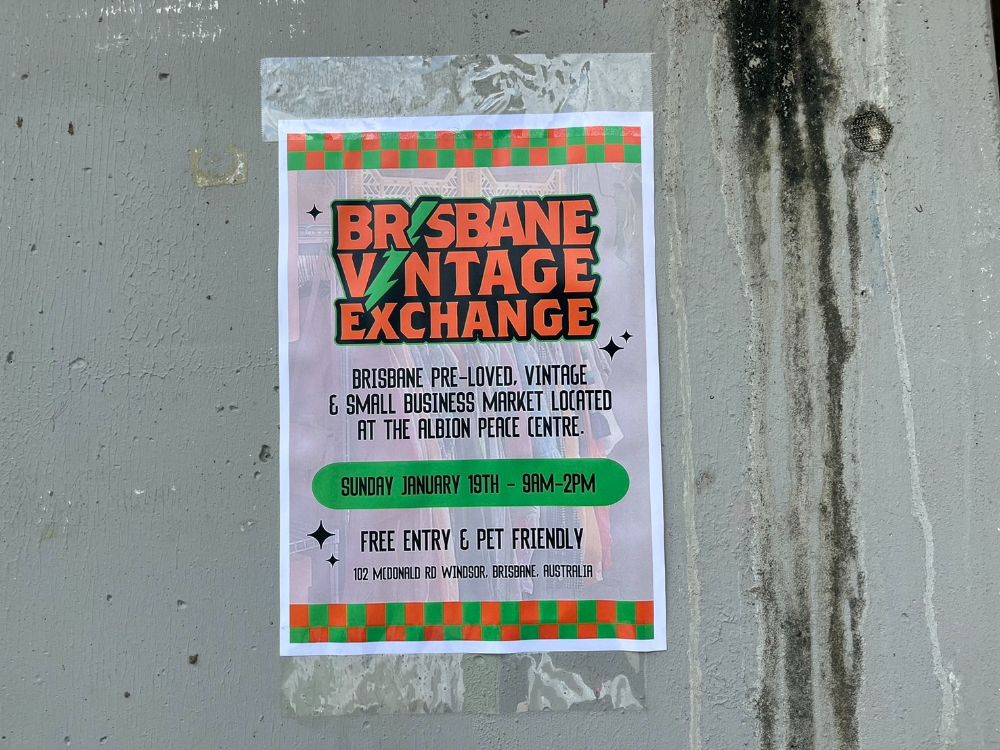 BRISBANE
VINTAGE
EXCHANGE
BRISBANE PRE-LOVED, VINTAGE
& SMALL BUSINESS MARKET LOCATED
AT THE ALBION PEACE CENTRE.
SUNDAY JANUARY 19TH - 9AM-2PM
FREE ENTRY & PET FRIENDLY
102 MCDONALD RD WINDSOR, BRISBANE, AUSTRALIA